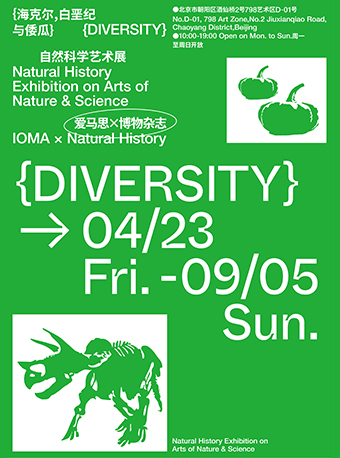 {海克尔,白垩纪
与倭瓜} {DIVERSITY}
●北京市朝阳区酒仙桥2号798艺术区D-01号
No.D-01, 798 Art Zone,No.2 Jiuxianqiao Road,
Chaoyang District,Beijing
●10:00-19:00 Open on Mon. to Sun.周一
至周日开放
自然科学艺术展
Natural History
Exhibition on Arts of
Nature & Science
爱马思×博物杂志
IOMA × Natural History
{DIVERSITY}
→ 04/23
Fri. -09/05
Sun.
Natural History Exhibition on
Arts of Nature & Science